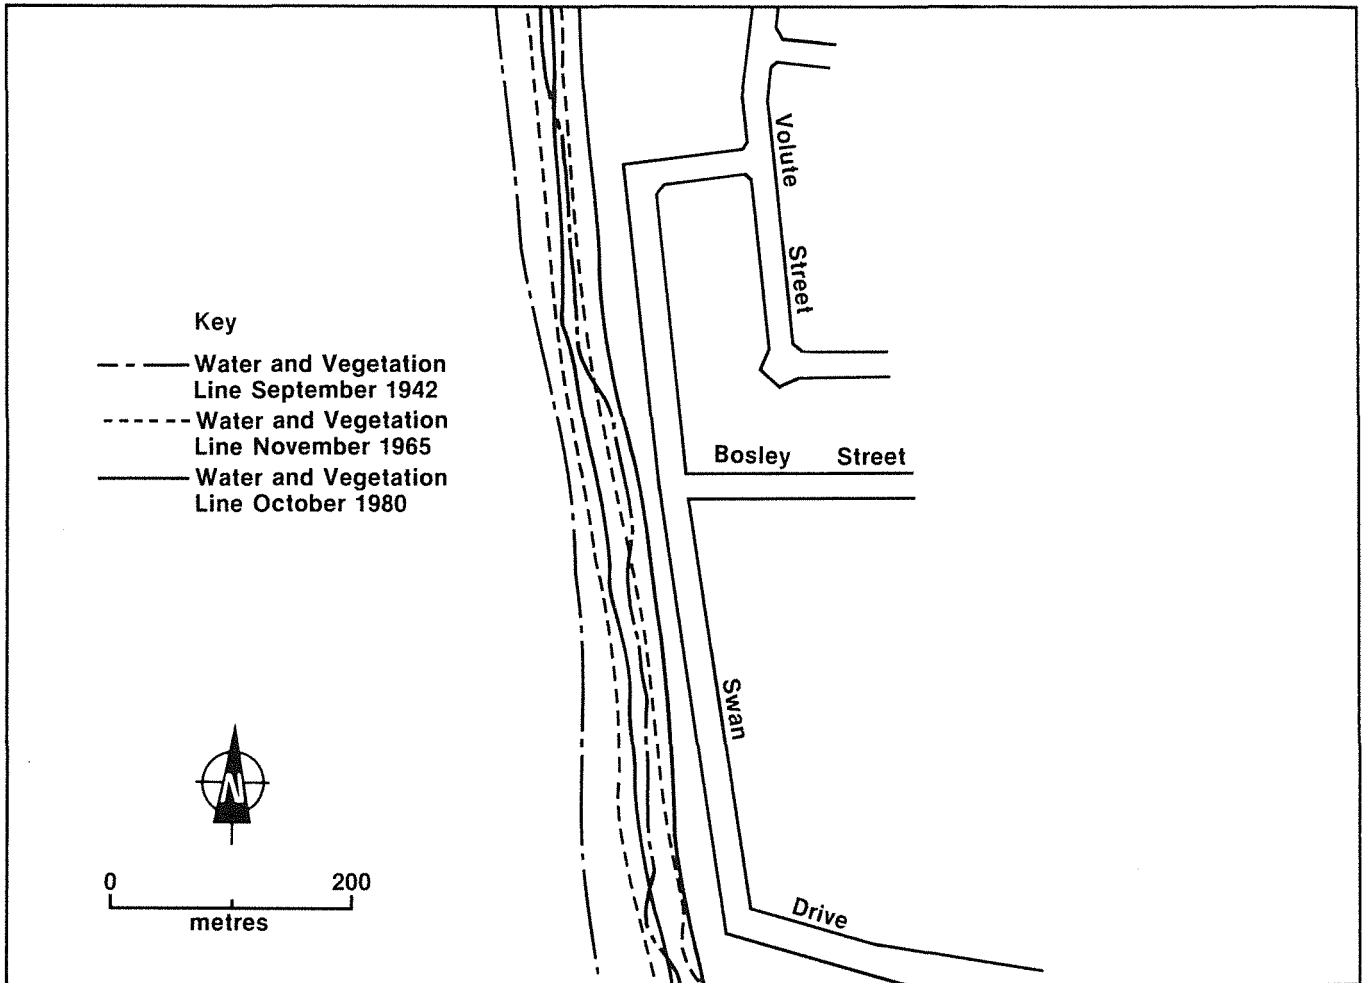 Volute
Street
Key
Water and Vegetation
Line September 1942
Water and Vegetation
Line November 1965
Water and Vegetation
Line October 1980
Bosley Street
Swan
Drive
N
0 200
metres